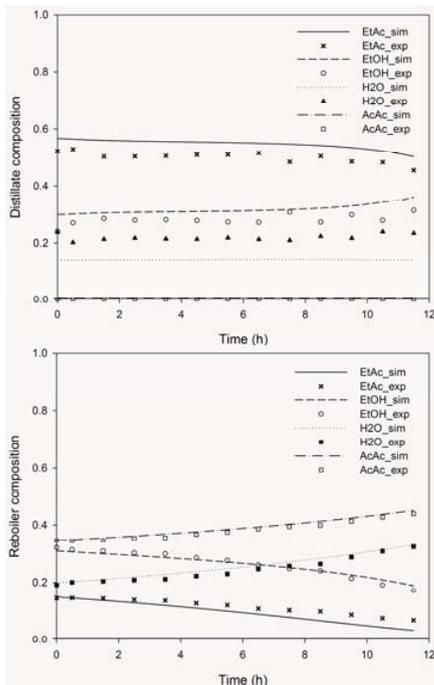 1.0
0.8
0.6
0.4
0.2
0.0
Distillate composition
EtAc_sim
EtAc_exp
EtOH_sim
EtOH_exp
H2O_sim
H2O_exp
AcAc_sim
AcAc_exp
0 2 4 6 8 10 12
Time (h)
1.0
0.8
0.6
0.4
0.2
0.0
Reboiler composition
EtAc_sim
EtAc_exp
EtOH_sim
EtOH_exp
H2O_sim
H2O_exp
AcAc_sim
AcAc_exp
0 2 4 6 8 10 12
Time (h)